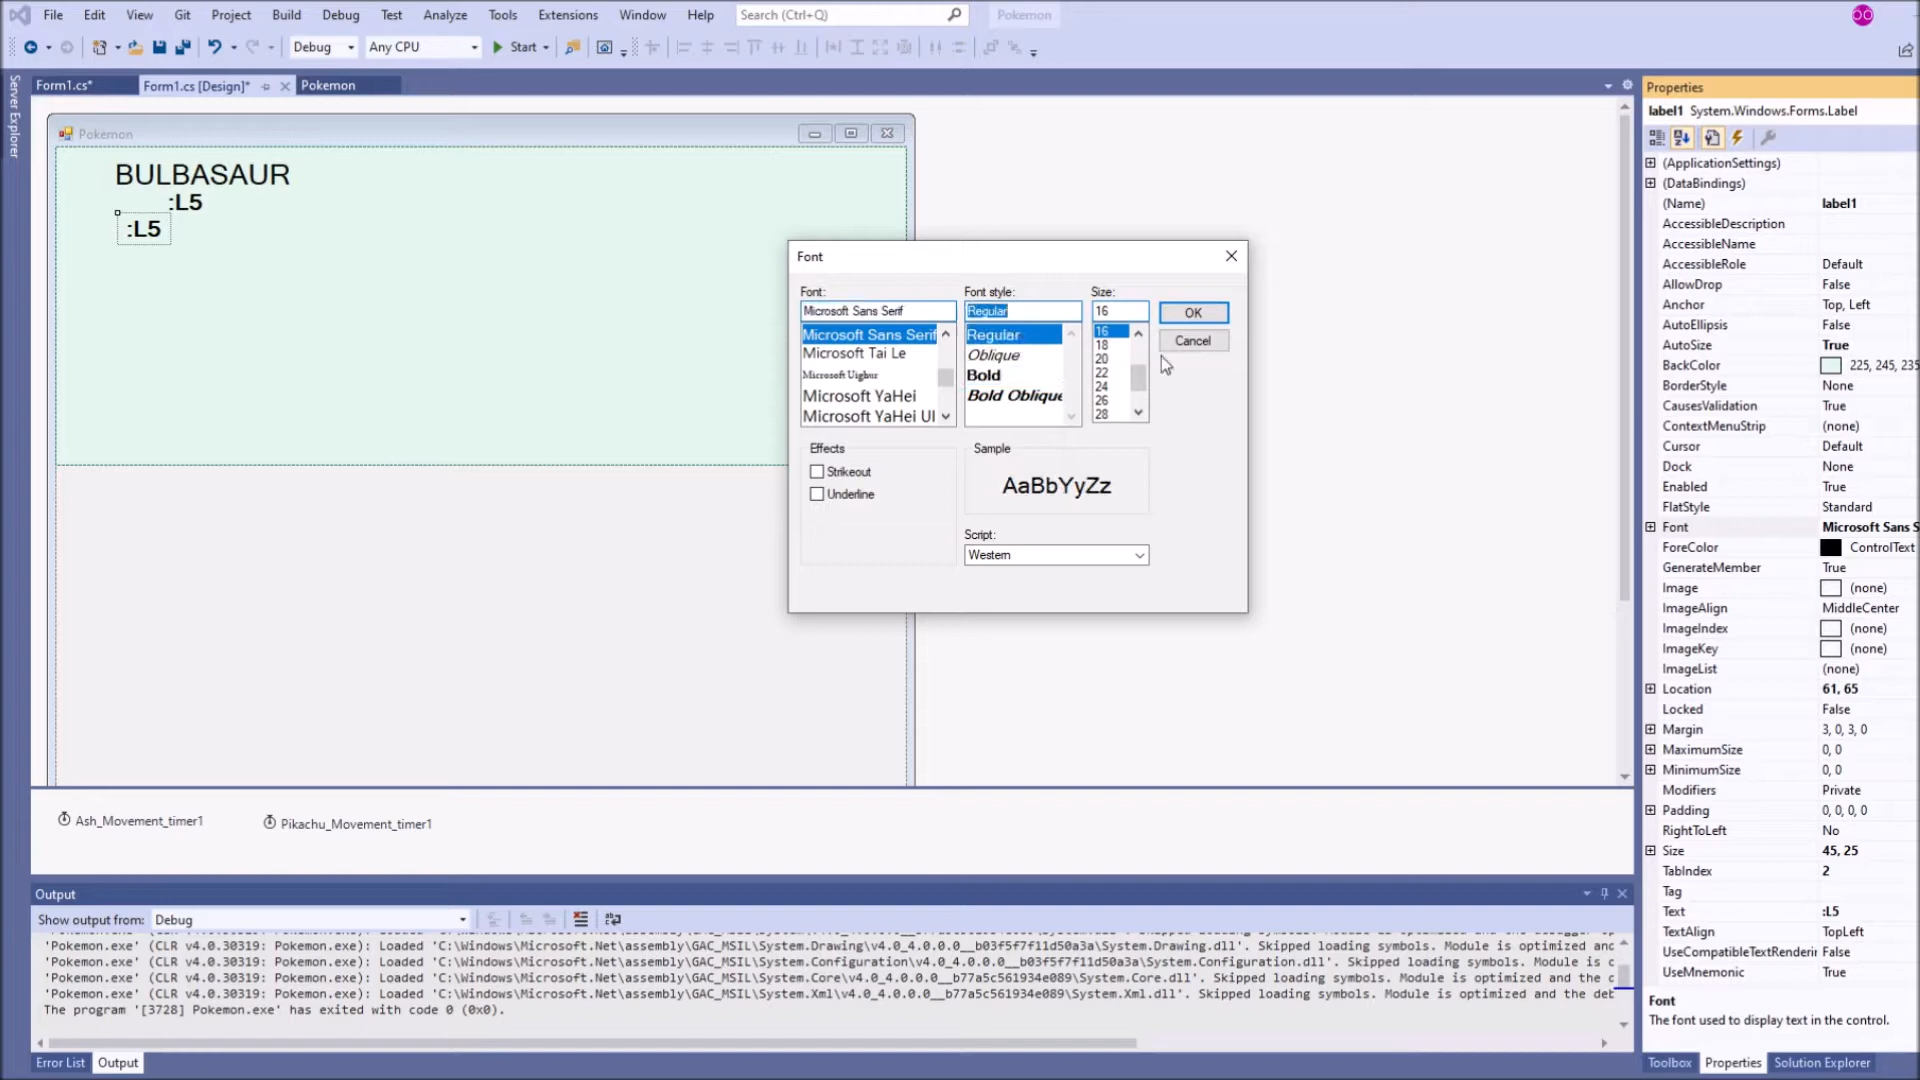 File Edit View Git Project Build Debug Test Analyze Tools Extensions Window Help Search (Ctrl+Q) Pokemon
Debug Any CPU Start
Server Explorer
Form1.cs* Form1.cs [Design]* Pokemon
Pokemon
BULBASAUR
:L5
:L5
Font
Font: Font style: Size:
Microsoft Sans Serif Regular 16 OK
Microsoft Sans Serif Regular 16
Microsoft Tai Le Oblique 18 Cancel
Microsoft Uighur Bold 20
Microsoft YaHei Bold Oblique 22
Microsoft YaHei UI 24
26
28
Effects Sample
Strikeout
Underline
AaBbYyZz
Script:
Western
Ash_Movement_timer1 Pikachu_Movement_timer1
Output
Show output from: Debug
'Pokemon.exe' (CLR v4.0.30319: Pokemon.exe): Loaded 'C:\Windows\Microsoft.Net\assembly\GAC_MSIL\System.Drawing\v4.0_4.0.0.0__b03f5f7f11d50a3a\System.Drawing.dll'. Skipped loading symbols. Module is optimized and
'Pokemon.exe' (CLR v4.0.30319: Pokemon.exe): Loaded 'C:\Windows\Microsoft.Net\assembly\GAC_MSIL\System.Configuration\v4.0_4.0.0.0__b03f5f7f11d50a3a\System.Configuration.dll'. Skipped loading symbols. Module is c
'Pokemon.exe' (CLR v4.0.30319: Pokemon.exe): Loaded 'C:\Windows\Microsoft.Net\assembly\GAC_MSIL\System.Core\v4.0_4.0.0.0__b77a5c561934e089\System.Core.dll'. Skipped loading symbols. Module is optimized and the d
'Pokemon.exe' (CLR v4.0.30319: Pokemon.exe): Loaded 'C:\Windows\Microsoft.Net\assembly\GAC_MSIL\System.Xml\v4.0_4.0.0.0__b77a5c561934e089\System.Xml.dll'. Skipped loading symbols. Module is optimized and the deb
The program '[3728] Pokemon.exe' has exited with code 0 (0x0).
Error List Output
Properties
label1 System.Windows.Forms.Label
(ApplicationSettings)
(DataBindings)
(Name) label1
AccessibleDescription
AccessibleName
AccessibleRole Default
AllowDrop False
Anchor Top, Left
AutoEllipsis False
AutoSize True
BackColor 225, 245, 235
BorderStyle None
CausesValidation True
ContextMenuStrip (none)
Cursor Default
Dock None
Enabled True
FlatStyle Standard
Font Microsoft Sans S
ForeColor ControlText
GenerateMember True
Image (none)
ImageAlign MiddleCenter
ImageIndex (none)
ImageKey (none)
ImageList (none)
Location 61, 65
Locked False
Margin 3, 0, 3, 0
MaximumSize 0, 0
MinimumSize 0, 0
Modifiers Private
Padding 0, 0, 0, 0
RightToLeft No
Size 45, 25
TabIndex 2
Tag
Text :L5
TextAlign TopLeft
UseCompatibleTextRenderin False
UseMnemonic True
Font
The font used to display text in the control.
Toolbox Properties Solution Explorer